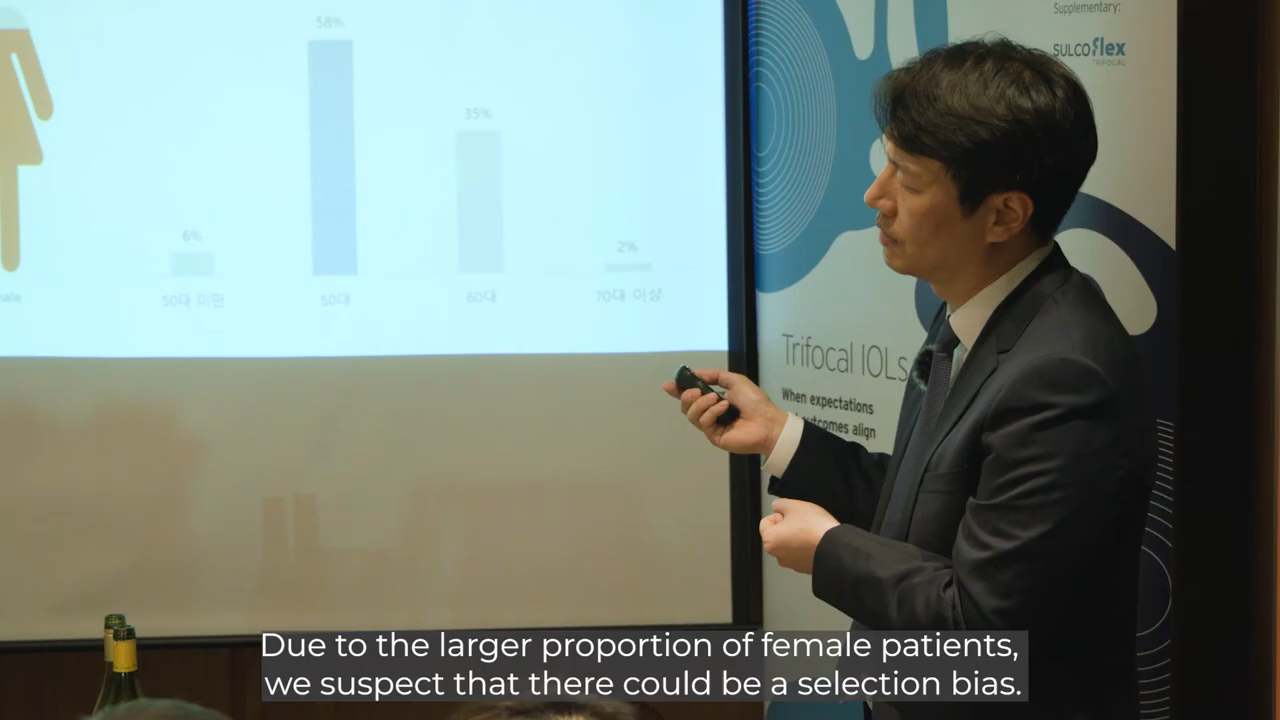 58%
35%
6%
2%
50대 미만
50대
60대
70대 이상
Supplementary:
SULCOflex
TRIFOCAL
Trifocal IOLs
When expectations
outcomes align
Due to the larger proportion of female patients,
we suspect that there could be a selection bias.